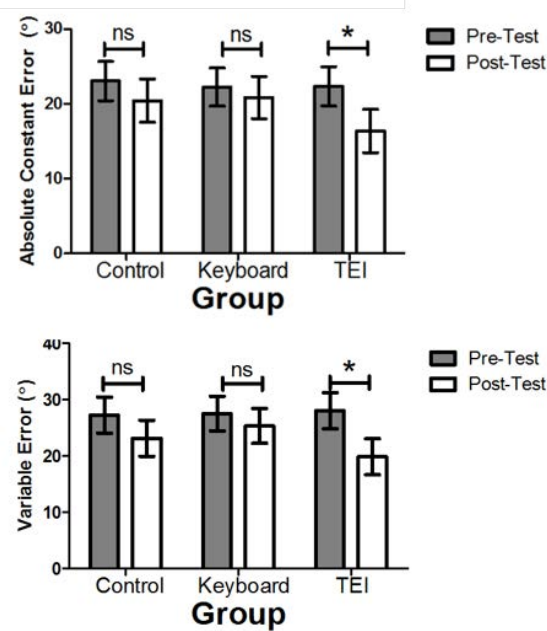 Absolute Constant Error (°)
30
20
10
0
ns
ns
*
Pre-Test
Post-Test
Control
Keyboard
TEI
Group
Variable Error (°)
40
30
20
10
0
ns
ns
*
Pre-Test
Post-Test
Control
Keyboard
TEI
Group